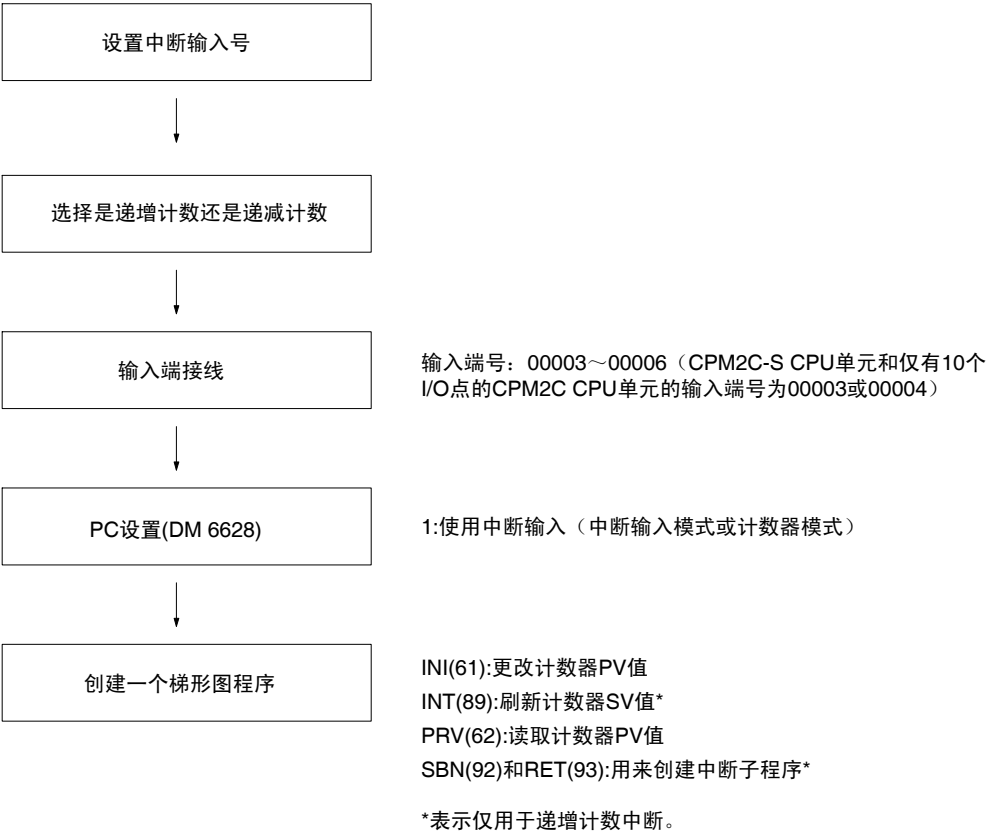 设置中断输入号
选择是递增计数还是递减计数
输入端接线
输入端号：00003～00006（CPM2C-S CPU单元和仅有10个
I/O点的CPM2C CPU单元的输入端号为00003或00004）
PC设置(DM 6628)
1:使用中断输入（中断输入模式或计数器模式）
创建一个梯形图程序
INI(61):更改计数器PV值
INT(89):刷新计数器SV值*
PRV(62):读取计数器PV值
SBN(92)和RET(93):用来创建中断子程序*
*表示仅用于递增计数中断。